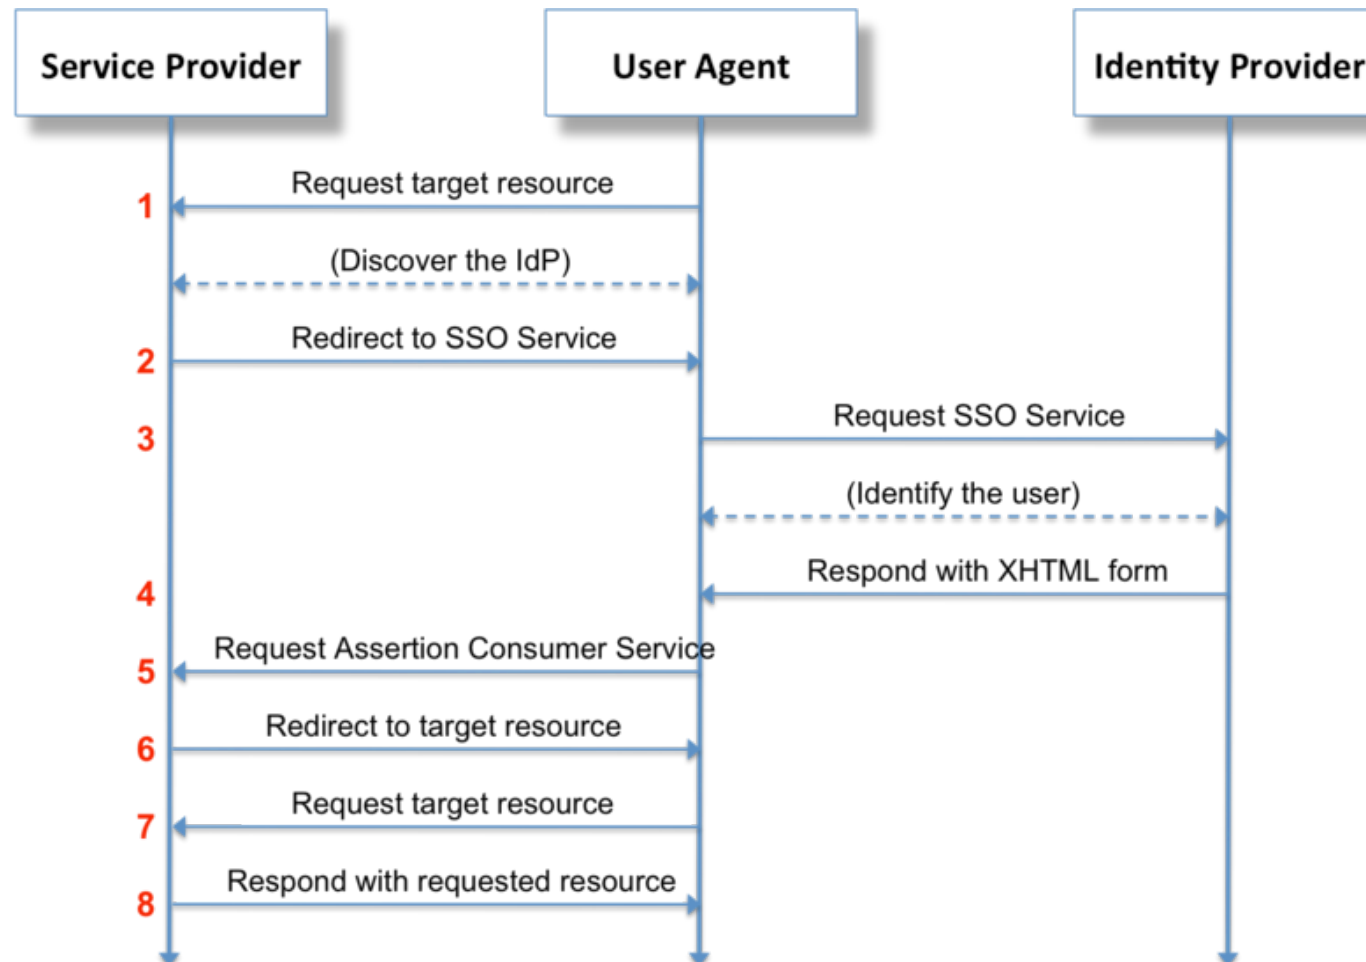 Service Provider
User Agent
Identity Provider
Request target resource
1
(Discover the IdP)
Redirect to SSO Service
2
Request SSO Service
3
(Identify the user)
Respond with XHTML form
4
Request Assertion Consumer Service
5
Redirect to target resource
6
Request target resource
7
Respond with requested resource
8